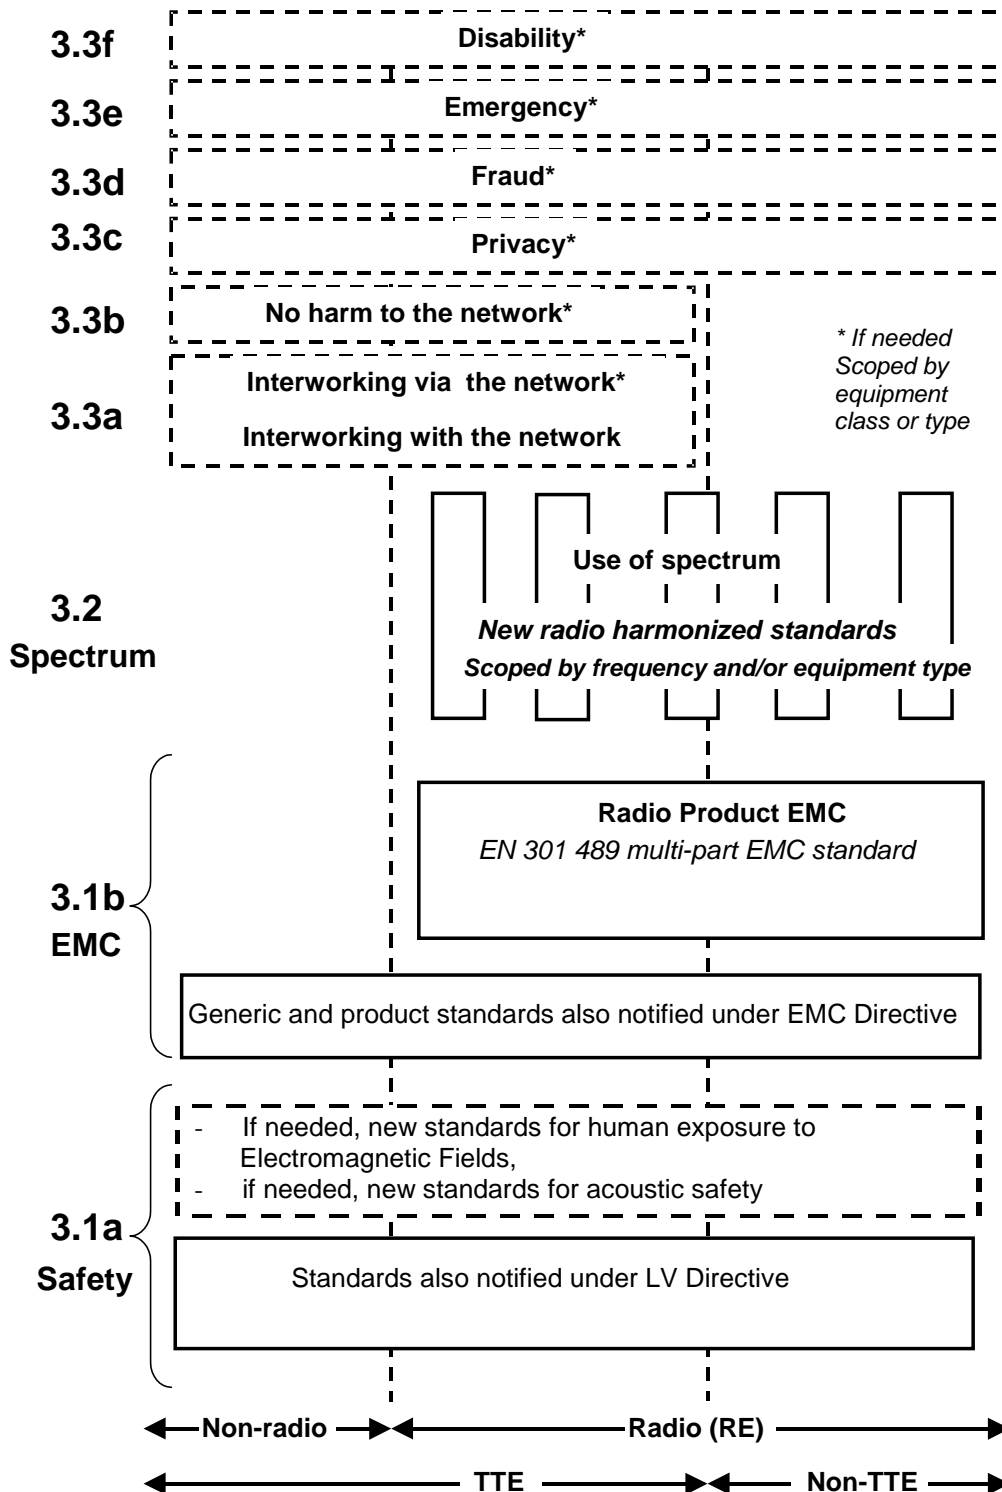 3.3f
Disability*
3.3e
Emergency*
3.3d
Fraud*
3.3c
Privacy*
3.3b
No harm to the network*
3.3a
Interworking via the network*
Interworking with the network
* If needed
Scoped by
equipment
class or type
3.2
Spectrum
Use of spectrum
New radio harmonized standards
Scoped by frequency and/or equipment type
3.1b
EMC
Radio Product EMC
EN 301 489 multi-part EMC standard
Generic and product standards also notified under EMC Directive
3.1a
Safety
- If needed, new standards for human exposure to
Electromagnetic Fields,
- if needed, new standards for acoustic safety
Standards also notified under LV Directive
Non-radio
Radio (RE)
TTE
Non-TTE